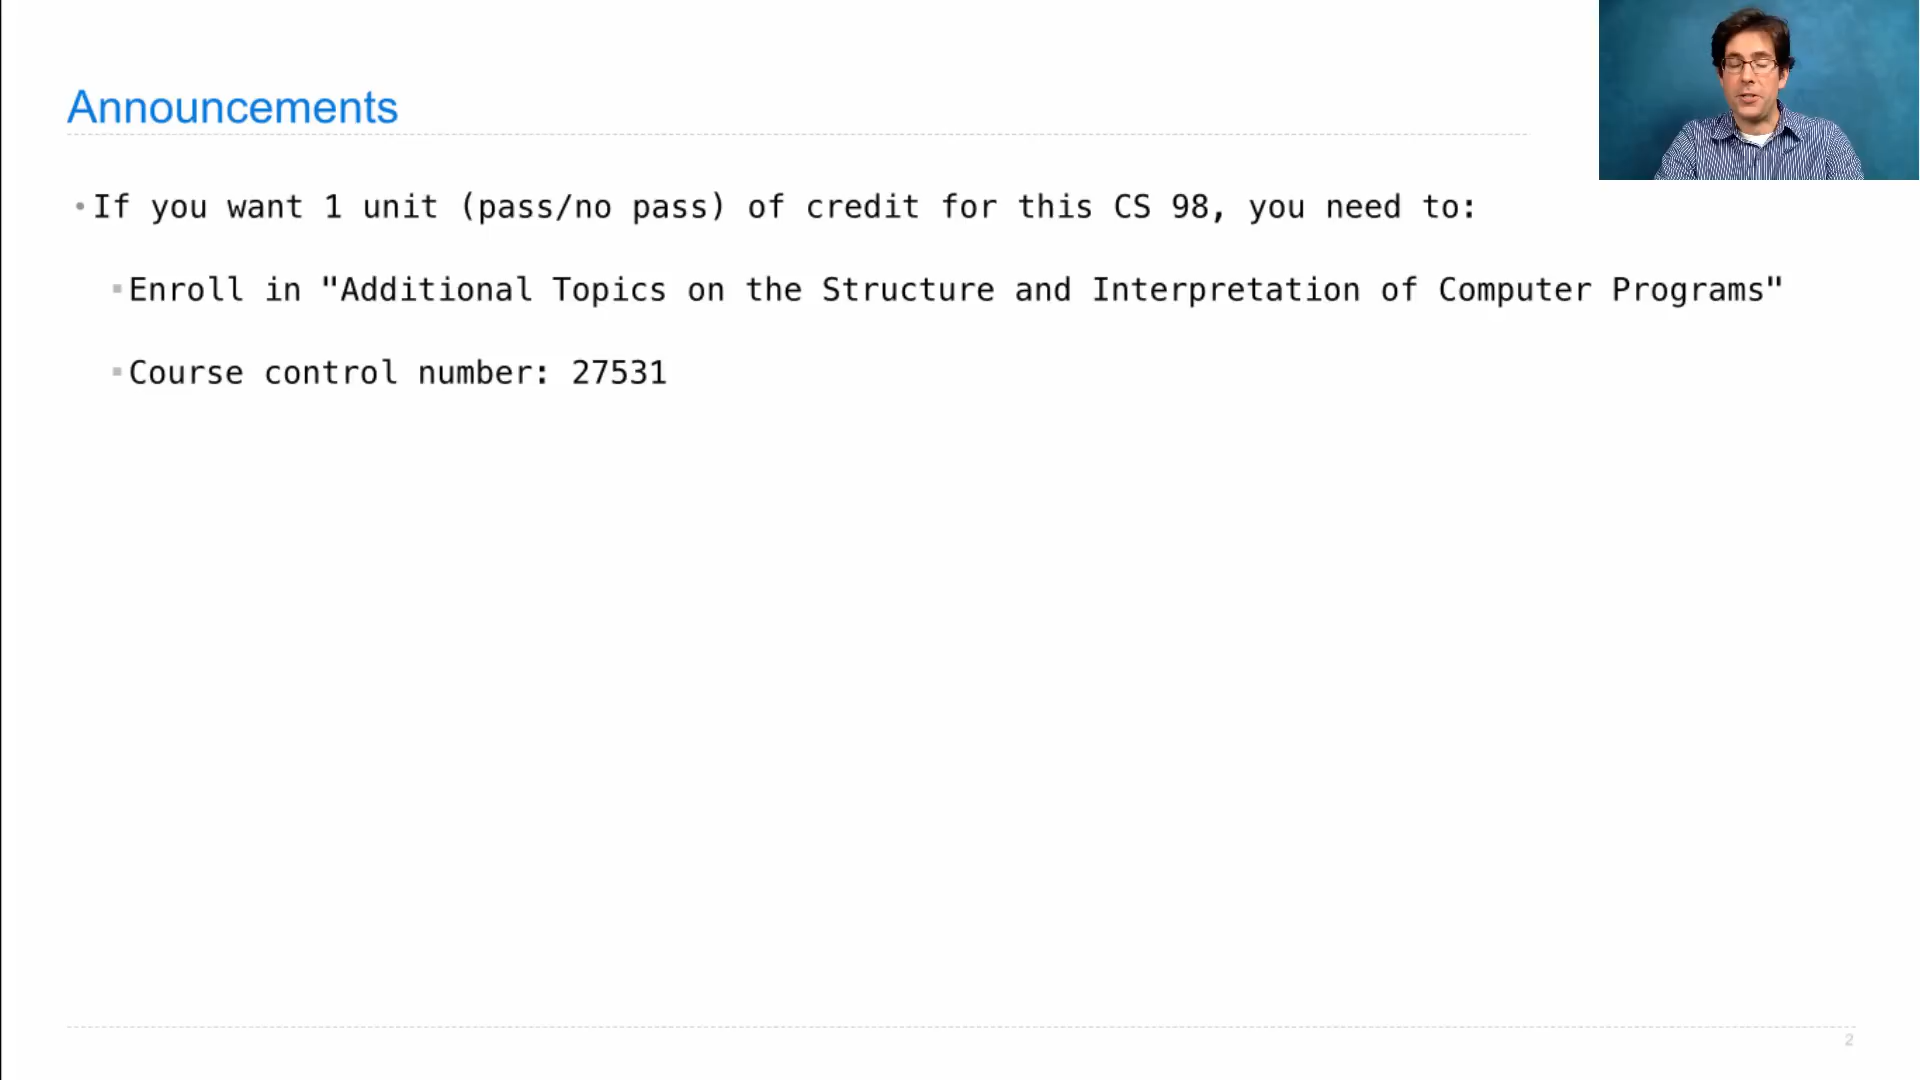 Announcements
•If you want 1 unit (pass/no pass) of credit for this CS 98, you need to:
▪Enroll in "Additional Topics on the Structure and Interpretation of Computer Programs"
▪Course control number: 27531
2